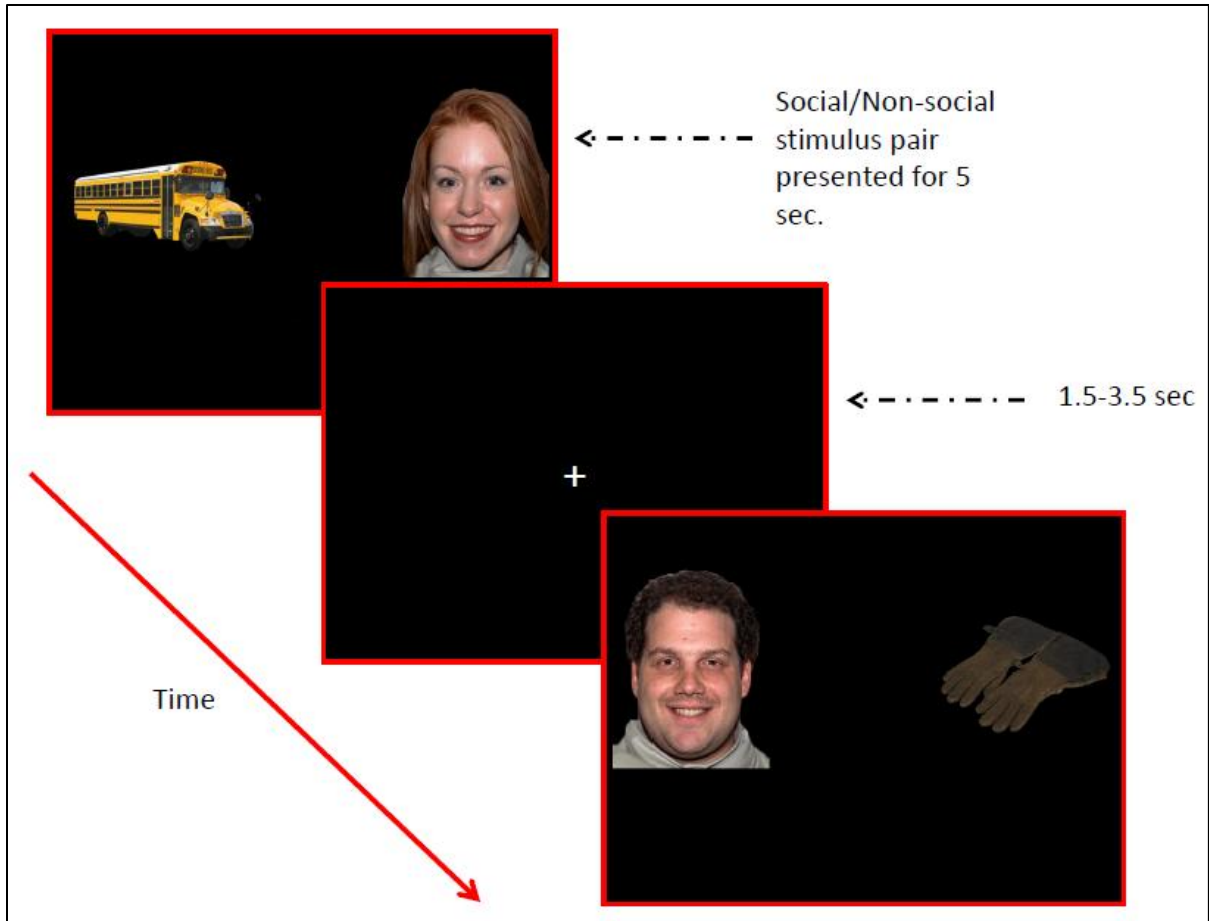 Social/Non-social
stimulus pair
presented for 5
sec.
1.5-3.5 sec
+
Time